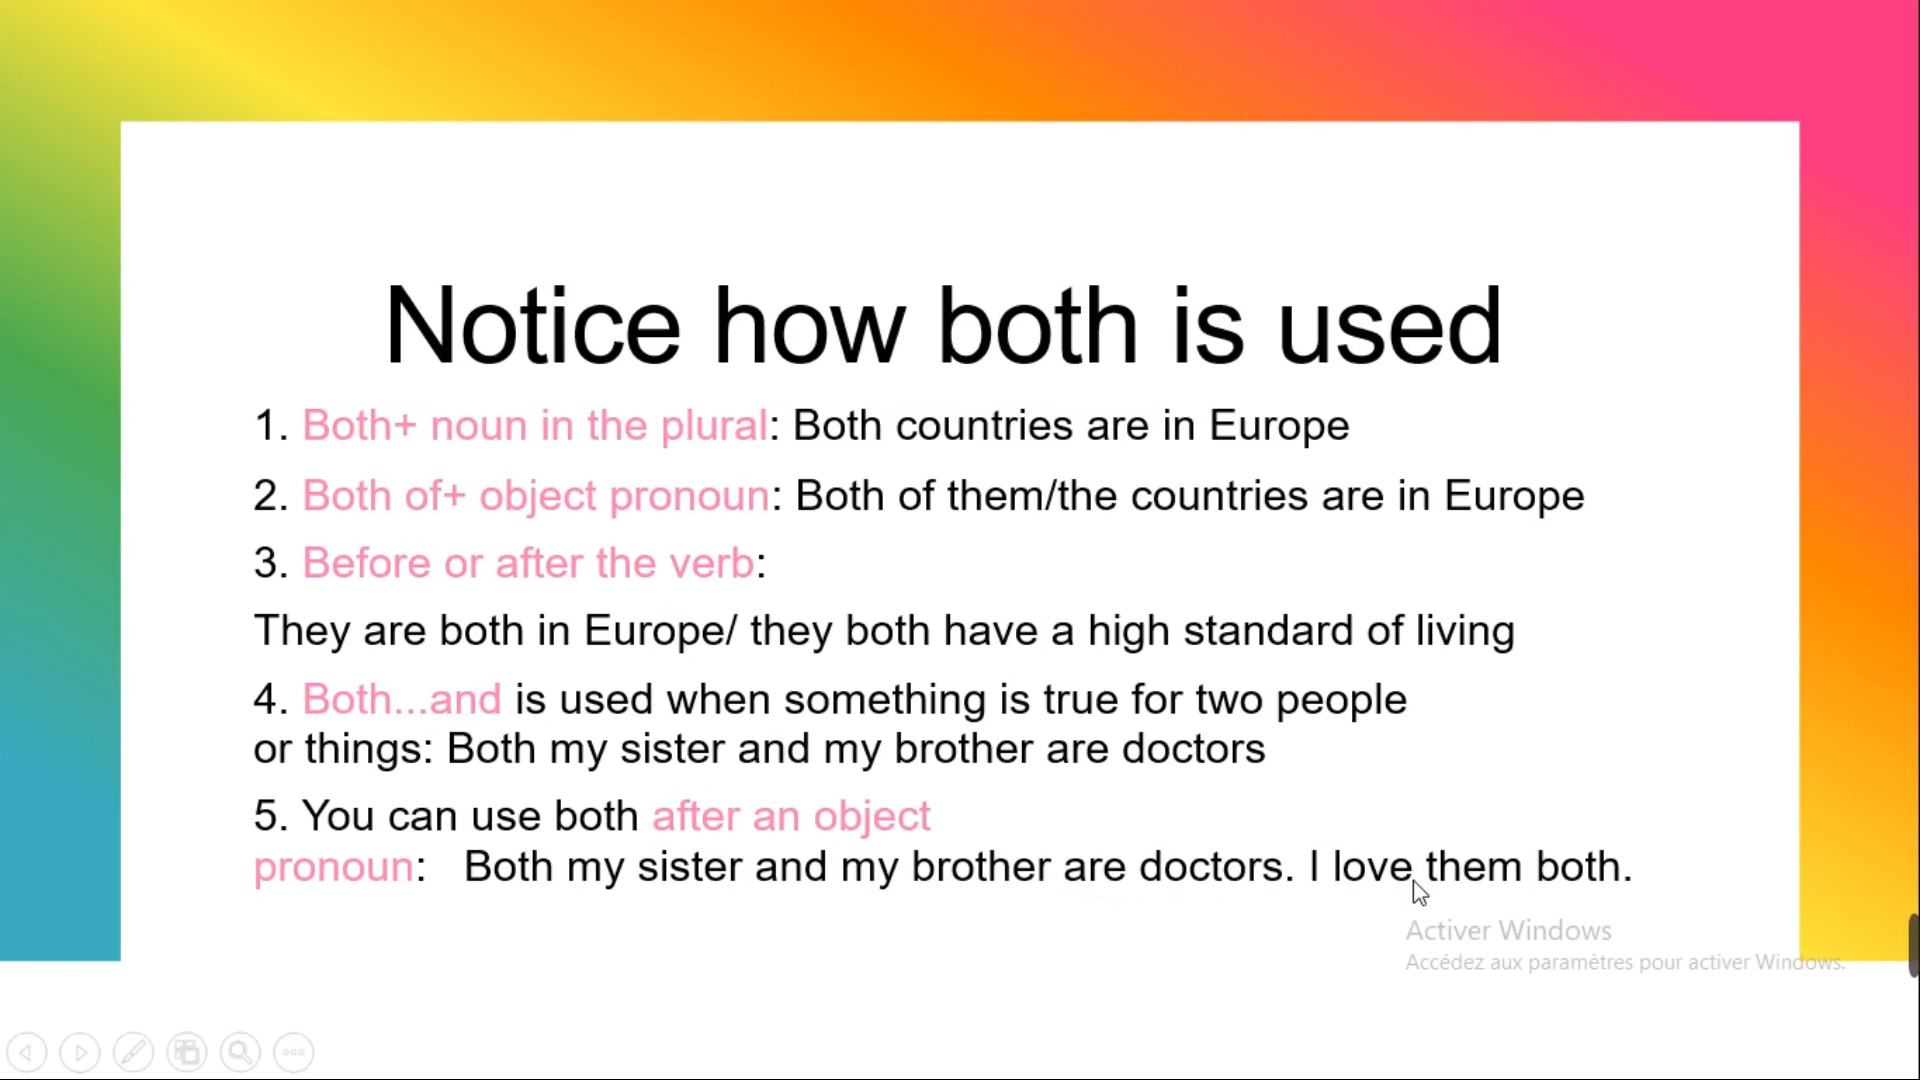 Notice how both is used
1. Both+ noun in the plural: Both countries are in Europe
2. Both of+ object pronoun: Both of them/the countries are in Europe
3. Before or after the verb:
They are both in Europe/ they both have a high standard of living
4. Both...and is used when something is true for two people
or things: Both my sister and my brother are doctors
5. You can use both after an object
pronoun:   Both my sister and my brother are doctors. I love them both.
Activer Windows
Accédez aux paramètres pour activer Windows.